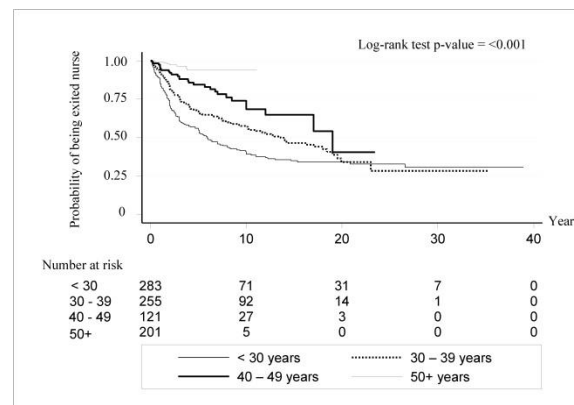 Log-rank test p-value = <0.001
Probability of being exited nurse
1.00
0.75
0.50
0.25
0
0 10 20 30 40
Year
Number at risk
< 30 283 71 31 7 0
30 - 39 255 92 14 1 0
40 - 49 121 27 3 0 0
50+ 201 5 0 0 0
< 30 years 30 – 39 years
40 – 49 years 50+ years